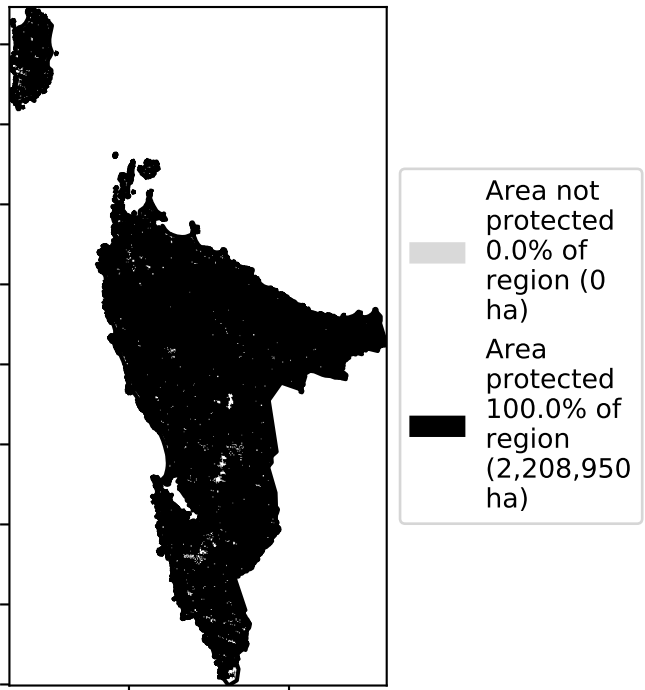 Area not
protected
0.0% of
region (0
ha)
Area
protected
100.0% of
region
(2,208,950
ha)